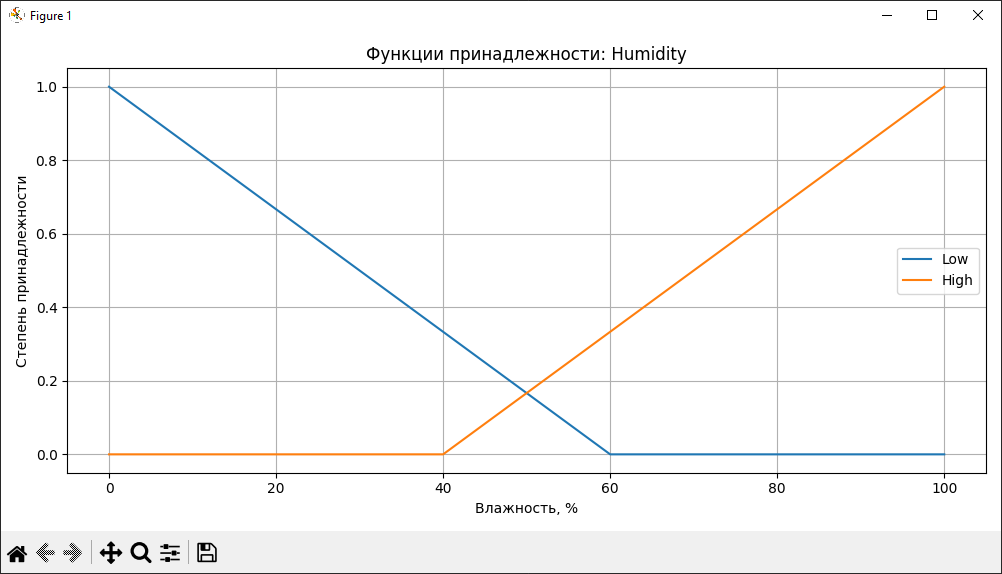 Figure 1
Функции принадлежности: Humidity
Степень принадлежности
1.0
0.8
0.6
0.4
0.2
0.0
Low
High
0 20 40 60 80 100
Влажность, %